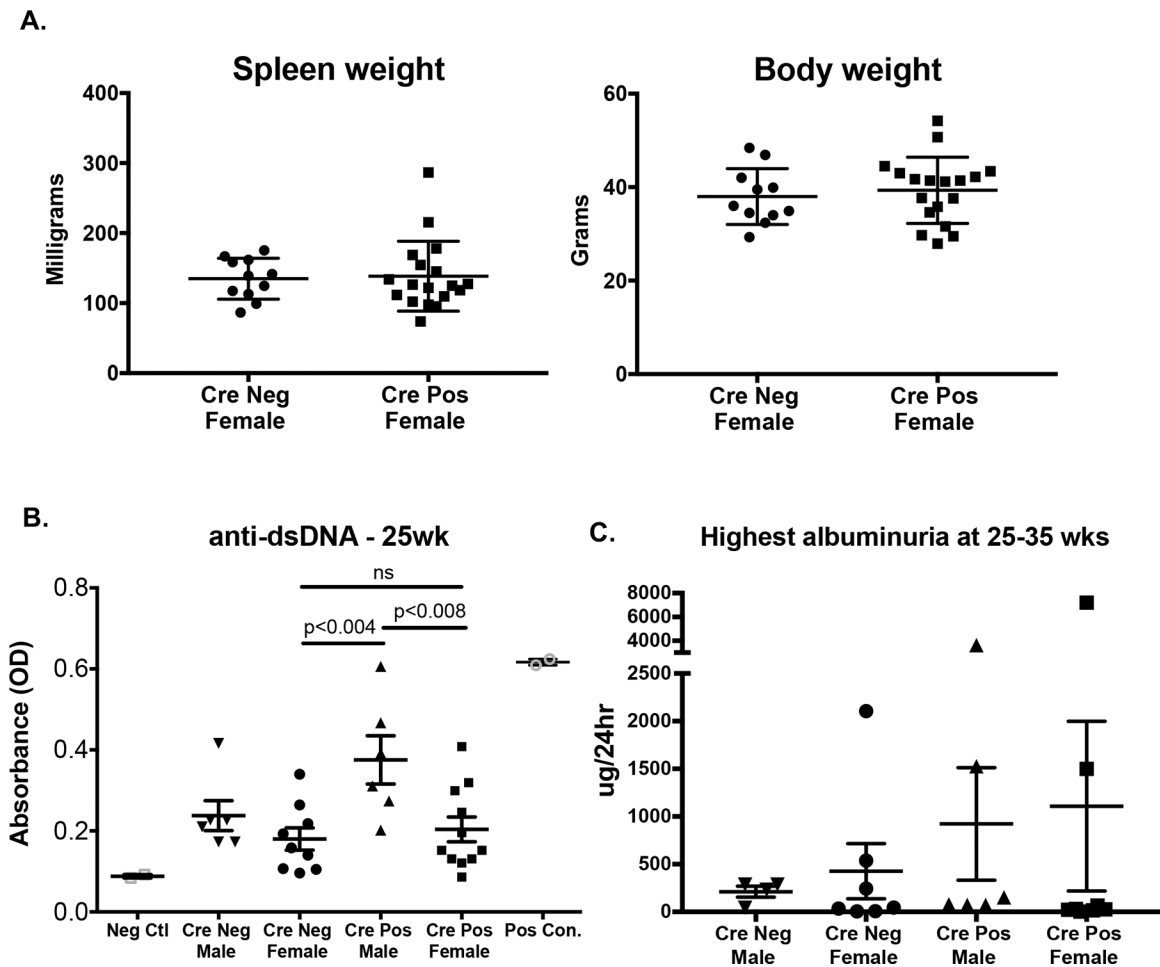 A.
Spleen weight
Body weight
400
300
200
100
0
Milligrams
Cre Neg
Female
Cre Pos
Female
60
40
20
0
Grams
Cre Neg
Female
Cre Pos
Female
B.
anti-dsDNA - 25wk
ns
p<0.004
p<0.008
0.8
0.6
0.4
0.2
0.0
Absorbance (OD)
Neg Ctl
Cre Neg
Male
Cre Neg
Female
Cre Pos
Male
Cre Pos
Female
Pos Con.
C.
Highest albuminuria at 25-35 wks
8000
6000
4000
2500
2000
1500
1000
500
0
ug/24hr
Cre Neg
Male
Cre Neg
Female
Cre Pos
Male
Cre Pos
Female